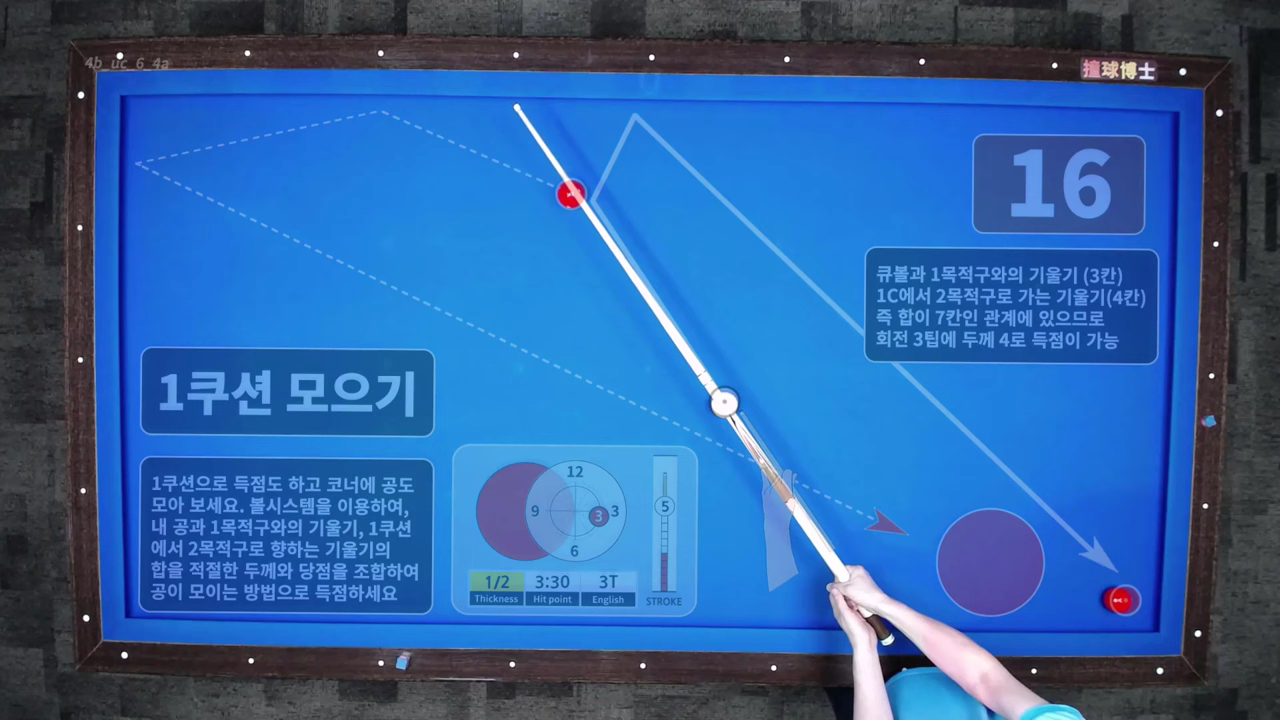 4b_uc_6_4a
撞球博士
16
큐볼과 1목적구와의 기울기 (3칸)
1C에서 2목적구로 가는 기울기(4칸)
즉 합이 7칸인 관계에 있으므로
회전 3팁에 두께 4로 득점이 가능
1쿠션 모으기
1쿠션으로 득점도 하고 코너에 공도
모아 보세요. 볼시스템을 이용하여,
내 공과 1목적구와의 기울기, 1쿠션
에서 2목적구로 향하는 기울기의
합을 적절한 두께와 당점을 조합하여
공이 모이는 방법으로 득점하세요
12
9
3
3
6
5
1/2
3:30
3T
Thickness
Hit point
English
STROKE